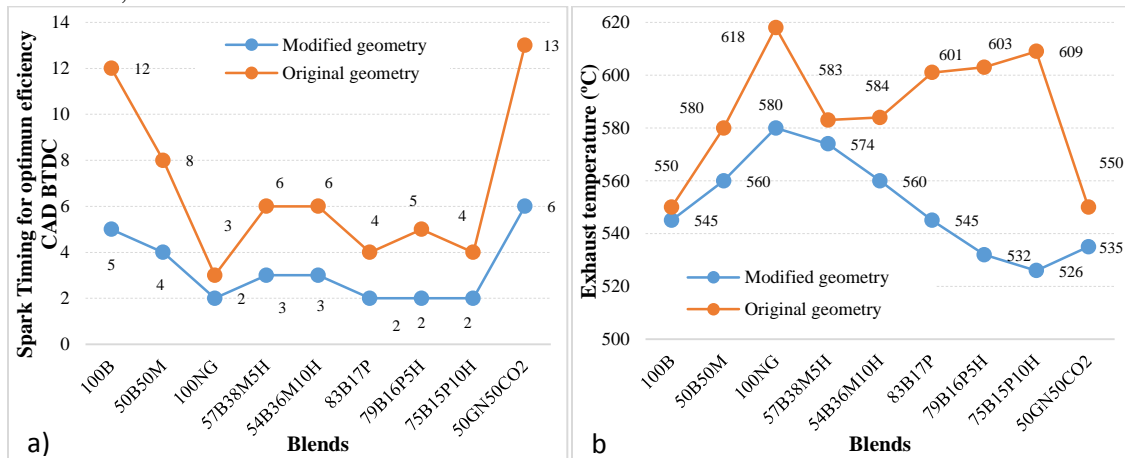 14
12
10
8
6
4
2
0
Spark Timing for optimun eficiency
CAD BTDC
Modified geometry
Original geometry
12
8
3
6
6
4
5
4
13
5
4
2
3
3
2
2
2
6
100B
50B50M
100NG
57B38M5H
54B36M10H
83B17P
79B16P5H
75B15P10H
50GN50CO2
Blends
a)
620
600
580
560
540
520
500
Exhaust temperature (ºC)
550
580
618
583
584
601
603
609
550
545
560
580
574
560
545
532
526
535
Modified geometry
Original geometry
100B
50B50M
100NG
57B38M5H
54B36M10H
83B17P
79B16P5H
75B15P10H
50GN50CO2
Blends
b